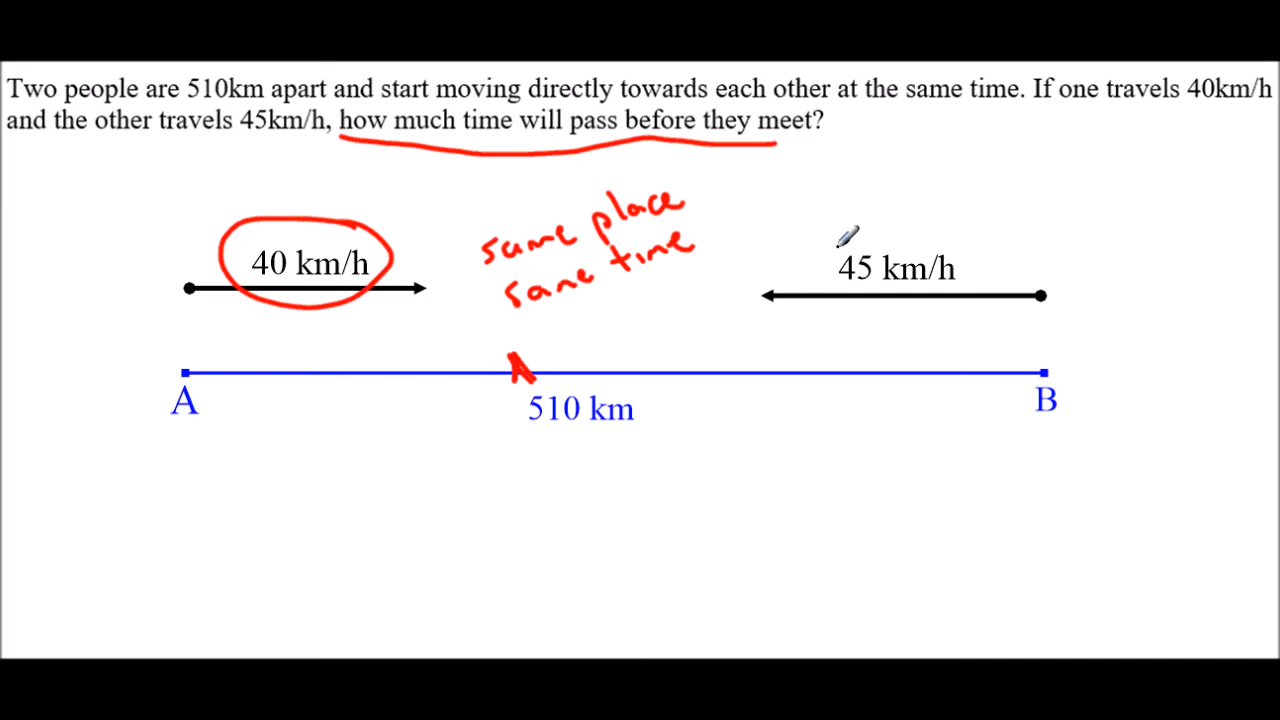 Two people are 510km apart and start moving directly towards each other at the same time. If one travels 40km/h
and the other travels 45km/h, how much time will pass before they meet?
same place
same time
40 km/h
45 km/h
A
510 km
B